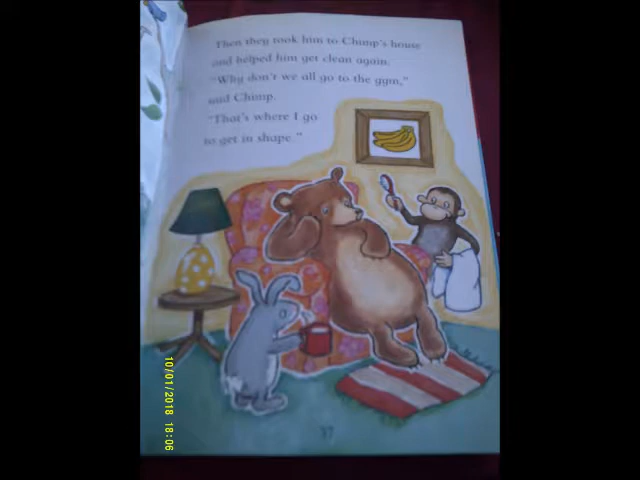 Then they took him to Chimp's house
and helped him get clean again.
"Why don't we all go to the gym,"
said Chimp.
"That's where I go
to get in shape."
37
10/01/2018 18:06